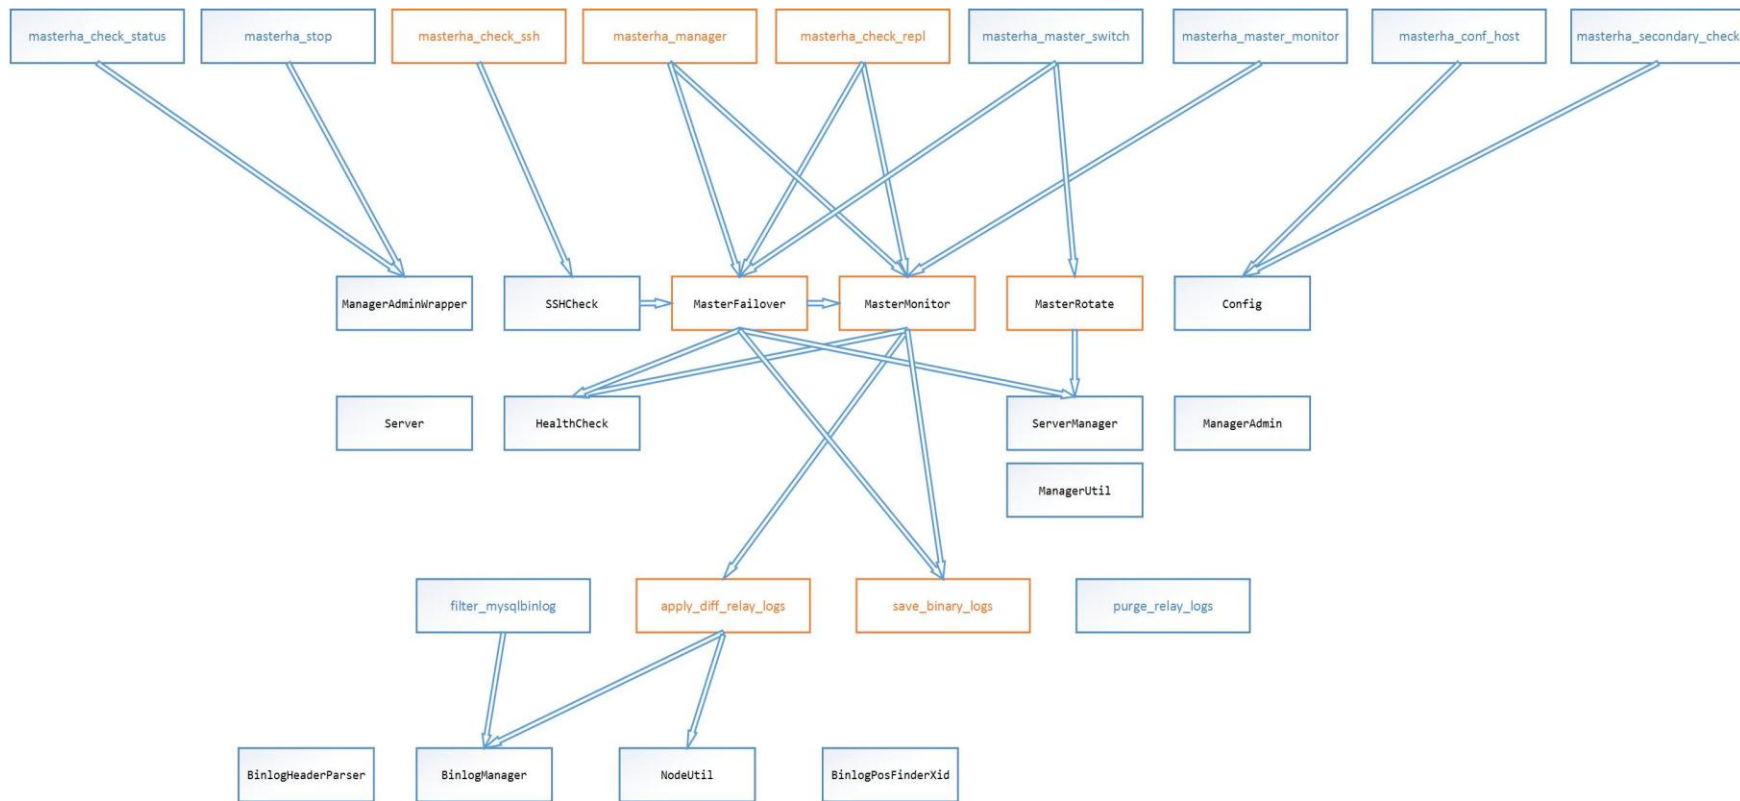 masterha_check_status
masterha_stop
masterha_check_ssh
masterha_manager
masterha_check_repl
masterha_master_switch
masterha_master_monitor
masterha_conf_host
masterha_secondary_check
ManagerAdminWrapper
SSHCheck
MasterFailover
MasterMonitor
MasterRotate
Config
Server
HealthCheck
ServerManager
ManagerAdmin
ManagerUtil
filter_mysqlbinlog
apply_diff_relay_logs
save_binary_logs
purge_relay_logs
BinlogHeaderParser
BinlogManager
NodeUtil
BinlogPosFinderXid